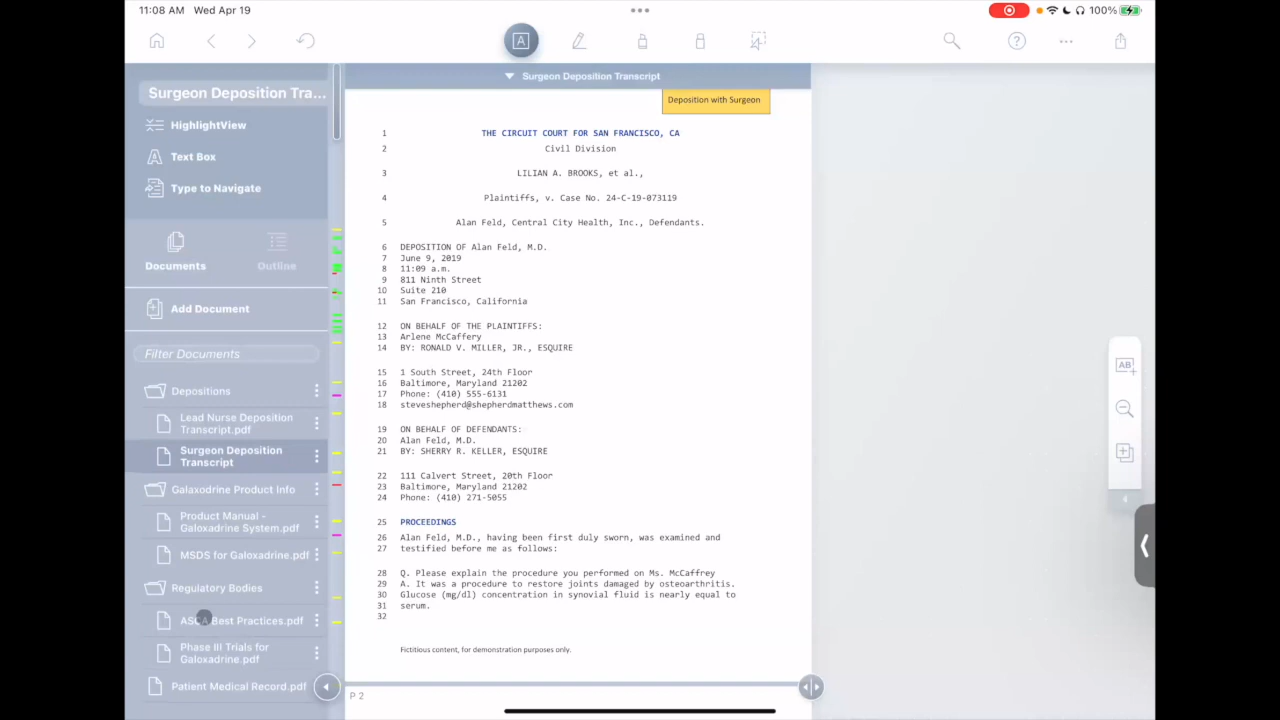 11:08 AM Wed Apr 19
100%
A
Surgeon Deposition Tra...
HighlightView
Text Box
Type to Navigate
Documents
Outline
Add Document
Filter Documents
Depositions
Lead Nurse Deposition
Transcript.pdf
Surgeon Deposition
Transcript
Galaxodrine Product Info
Product Manual -
Galoxadrine System.pdf
MSDS for Galoxadrine.pdf
Regulatory Bodies
ASCA Best Practices.pdf
Phase III Trials for
Galoxadrine.pdf
Patient Medical Record.pdf
Surgeon Deposition Transcript
Deposition with Surgeon
1 THE CIRCUIT COURT FOR SAN FRANCISCO, CA
2 Civil Division
3 LILIAN A. BROOKS, et al.,
4 Plaintiffs, v. Case No. 24-C-19-073119
5 Alan Feld, Central City Health, Inc., Defendants.
6 DEPOSITION OF Alan Feld, M.D.
7 June 9, 2019
8 11:09 a.m.
9 811 Ninth Street
10 Suite 210
11 San Francisco, California
12 ON BEHALF OF THE PLAINTIFFS:
13 Arlene McCaffery
14 BY: RONALD V. MILLER, JR., ESQUIRE
15 1 South Street, 24th Floor
16 Baltimore, Maryland 21202
17 Phone: (410) 555-6131
18 steveshepherd@shepherdmatthews.com
19 ON BEHALF OF DEFENDANTS:
20 Alan Feld, M.D.
21 BY: SHERRY R. KELLER, ESQUIRE
22 111 Calvert Street, 20th Floor
23 Baltimore, Maryland 21202
24 Phone: (410) 271-5055
25 PROCEEDINGS
26 Alan Feld, M.D., having been first duly sworn, was examined and
27 testified before me as follows:
28 Q. Please explain the procedure you performed on Ms. McCaffrey
29 A. It was a procedure to restore joints damaged by osteoarthritis.
30 Glucose (mg/dl) concentration in synovial fluid is nearly equal to
31 serum.
32
Fictitious content, for demonstration purposes only.
P 2
AB